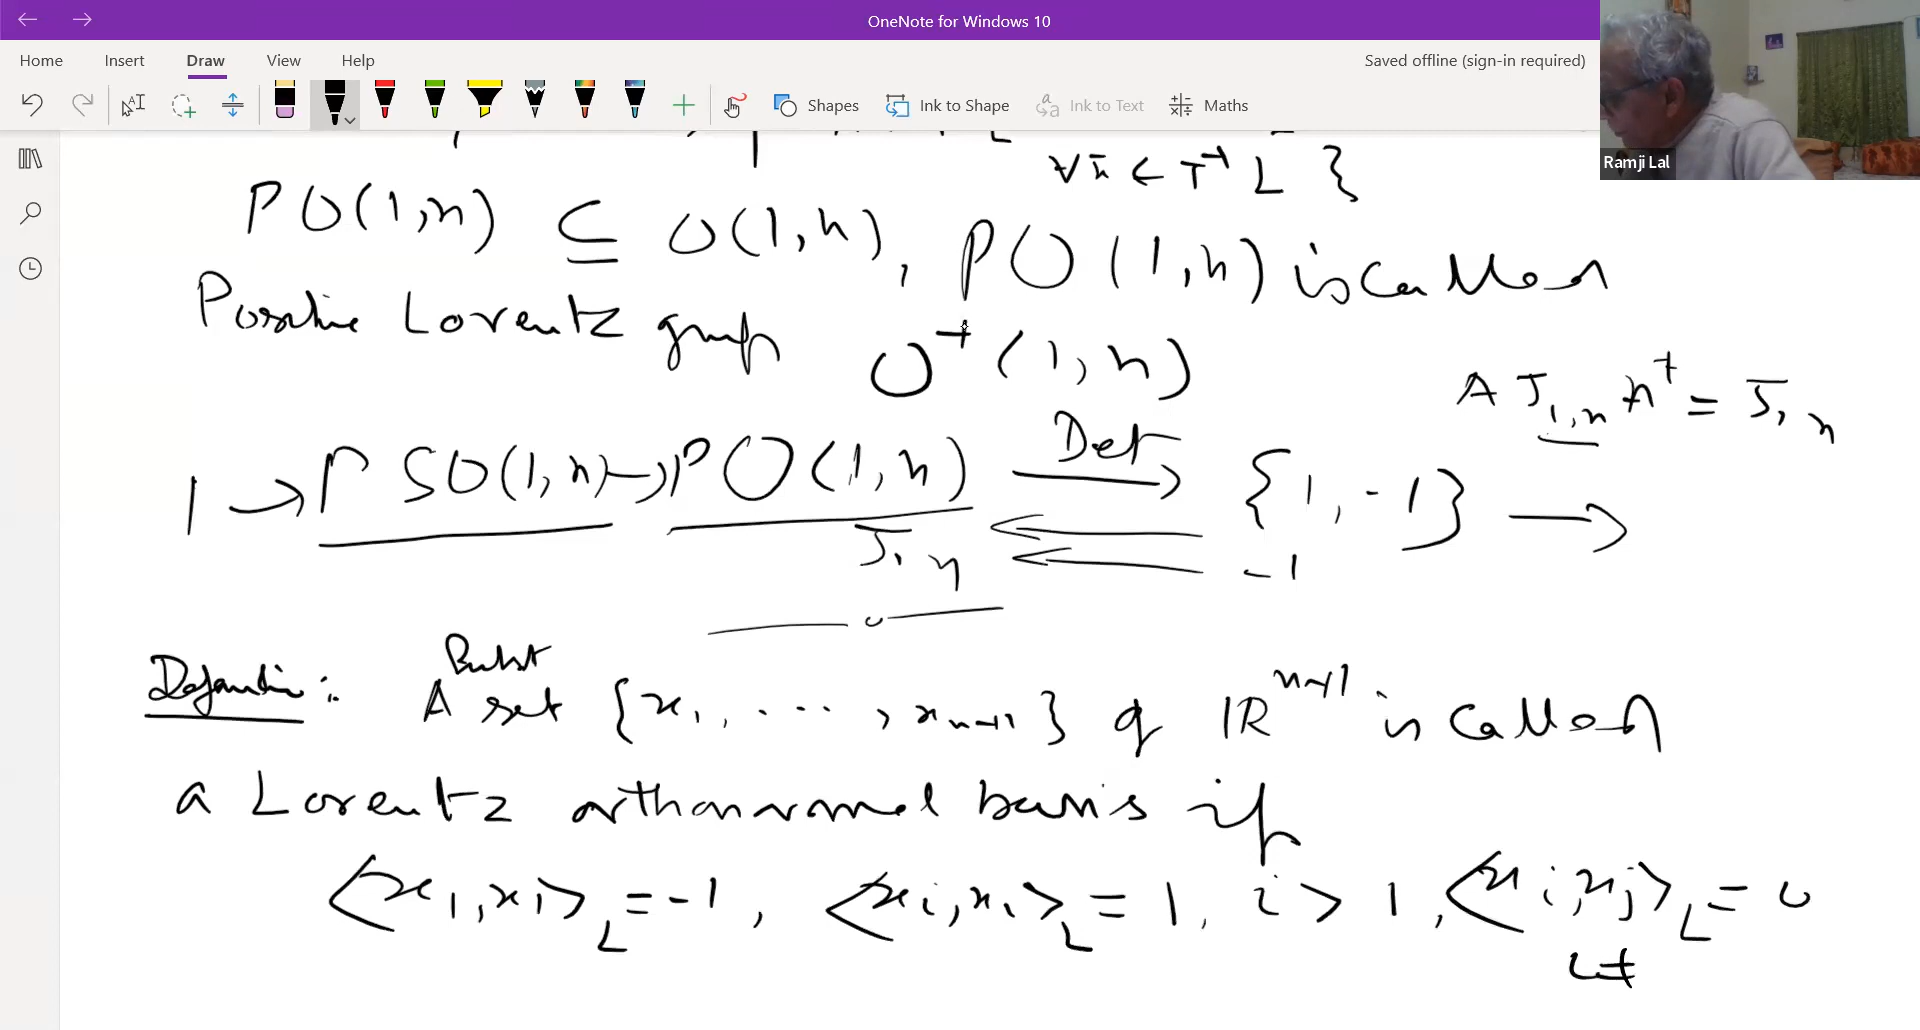 OneNote for Windows 10
Home Insert Draw View Help Saved offline (sign-in required)
Shapes Ink to Shape Ink to Text Maths
Ramji Lal
∀x̄ ∈ T⁺ L }
PO(1,n) ⊆ O(1,n), PO(1,n) is called
Positive Lorentz group O⁺(1,n)
A J₁,ₙ Aᵗ = J₁,ₙ
1 → PSO(1,n) → PO(1,n) Det → {1, -1} →
J₁,ₙ ← -1
Definition:. A set {x₁, ..., xₙ₊₁} of ℝⁿ⁺¹ is called
a Lorentz orthonormal basis if
<x₁,x₁>_L = -1, <xᵢ,xᵢ>_L = 1, i > 1, <xᵢ,xⱼ>_L = 0
i ≠